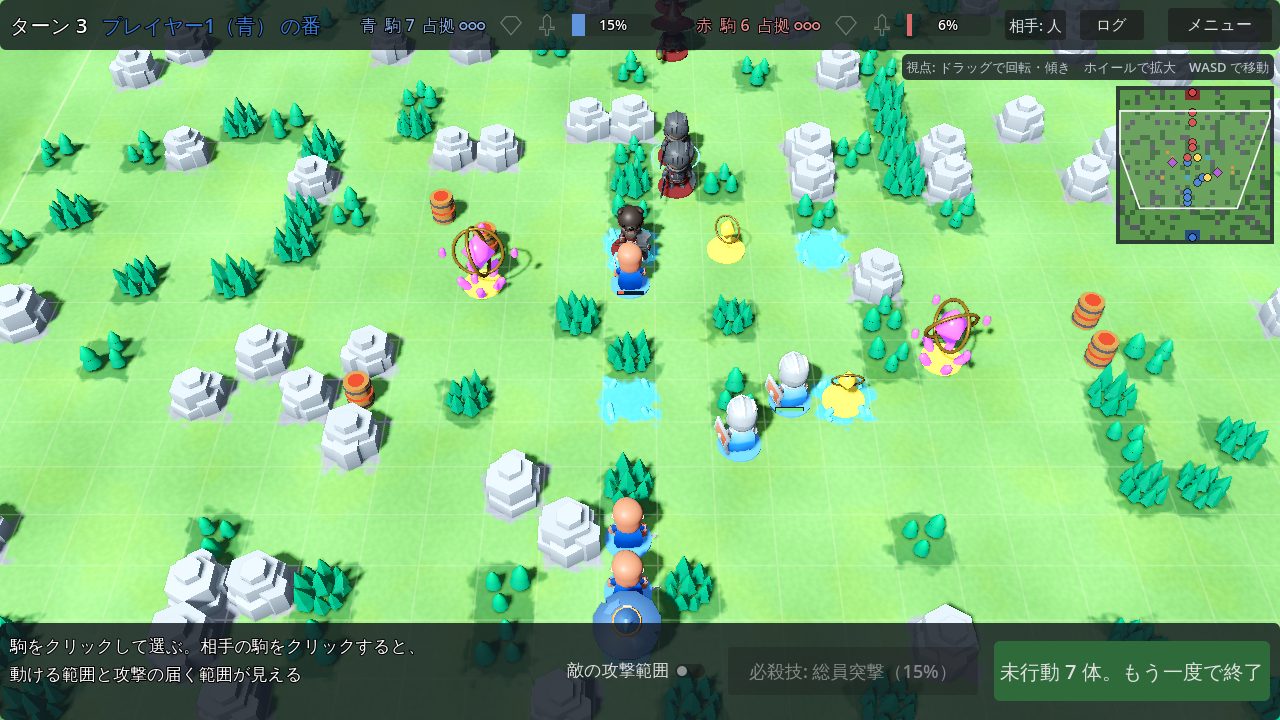 ターン 3 プレイヤー1（青） の番 青 駒 7 占拠 15% 赤 駒 6 占拠 6% 相手: 人 ログ メニュー
視点: ドラッグで回転・傾き ホイールで拡大 WASD で移動
駒をクリックして選ぶ。相手の駒をクリックすると、
動ける範囲と攻撃の届く範囲が見える
敵の攻撃範囲
必殺技: 総員突撃（15%）
未行動 7 体。もう一度で終了